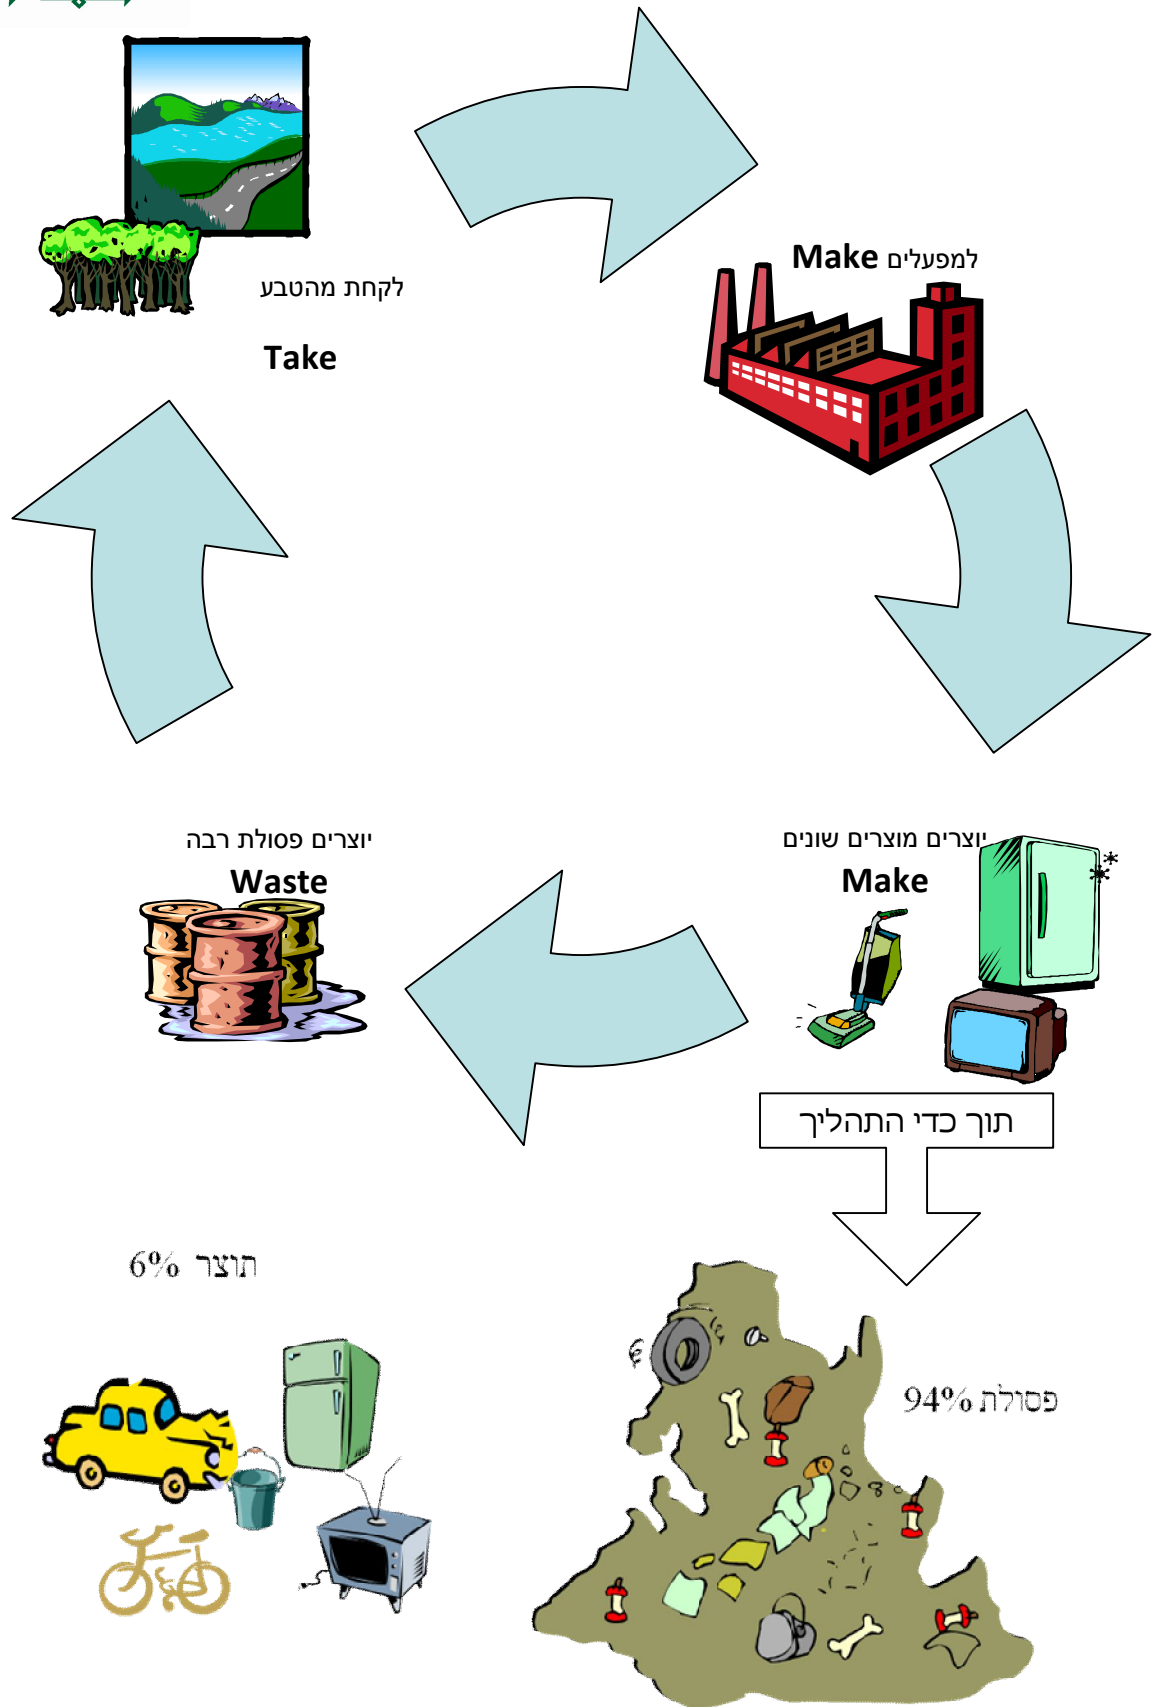 לקחת מהטבע
Take
למפעלים Make
יוצרים מוצרים שונים
Make
יוצרים פסולת רבה
Waste
תוך כדי התהליך
תוצר 6%
פסולת 94%